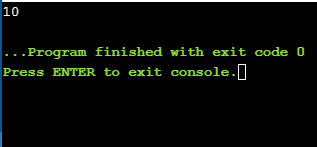 10
...Program finished with exit code 0
Press ENTER to exit console.